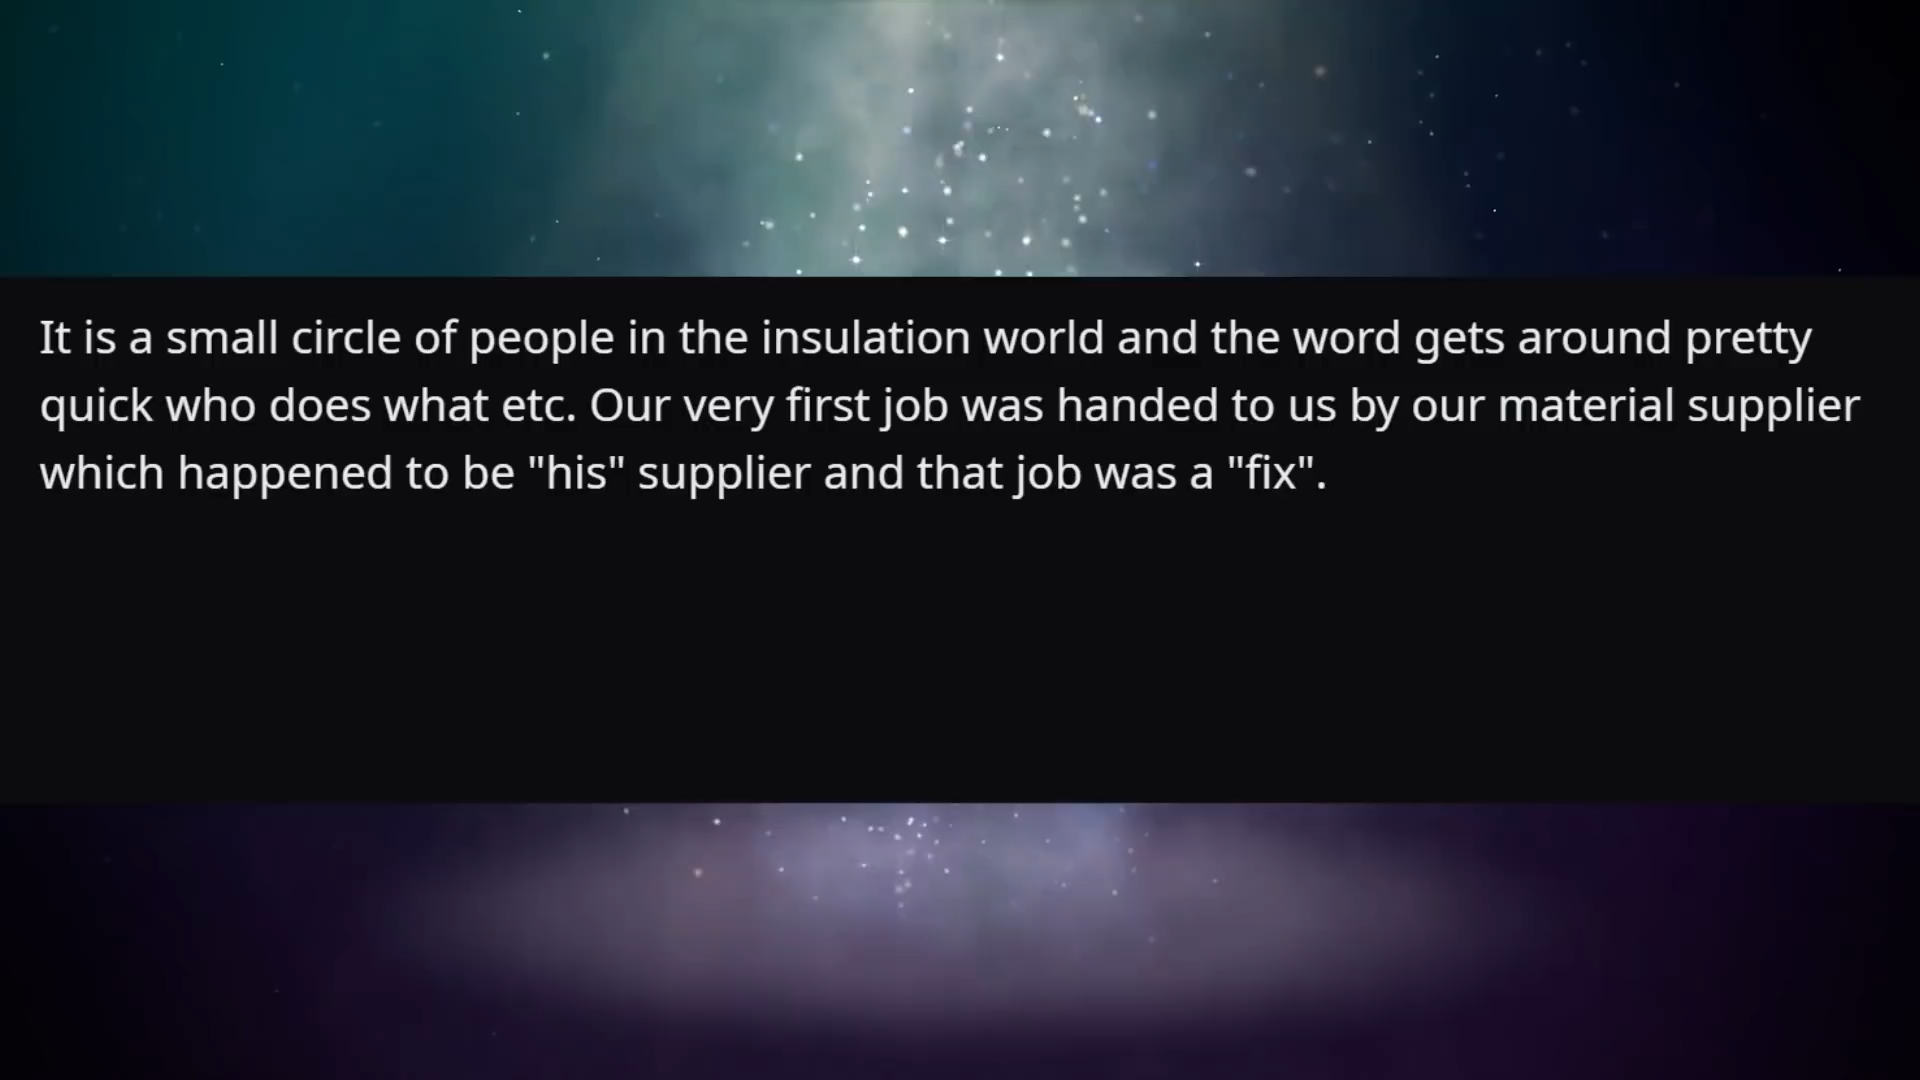 It is a small circle of people in the insulation world and the word gets around pretty
quick who does what etc. Our very first job was handed to us by our material supplier
which happened to be "his" supplier and that job was a "fix".